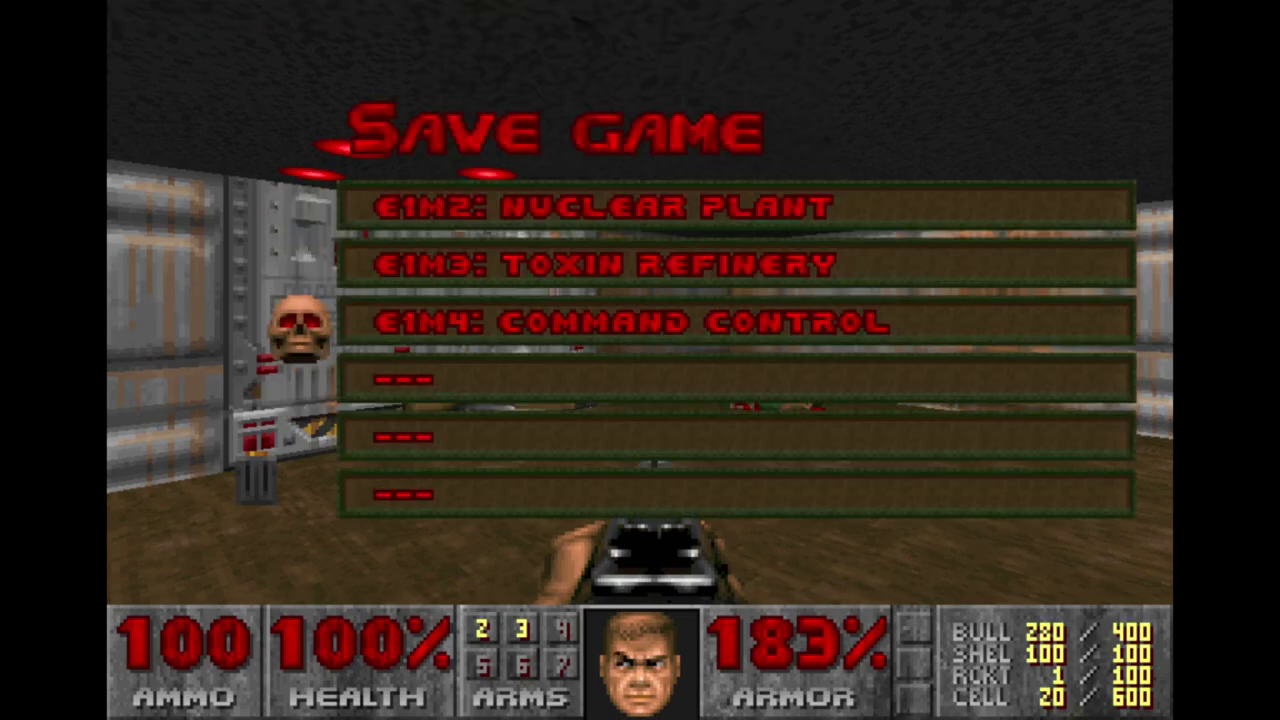 SAVE GAME
E1M2: NUCLEAR PLANT
E1M3: TOXIN REFINERY
E1M4: COMMAND CONTROL
---
---
---
100 100% 2 3 4 183% BULL 280 / 400
5 6 7 SHEL 100 / 100
RCKT 1 / 100
AMMO HEALTH ARMS ARMOR CELL 20 / 600